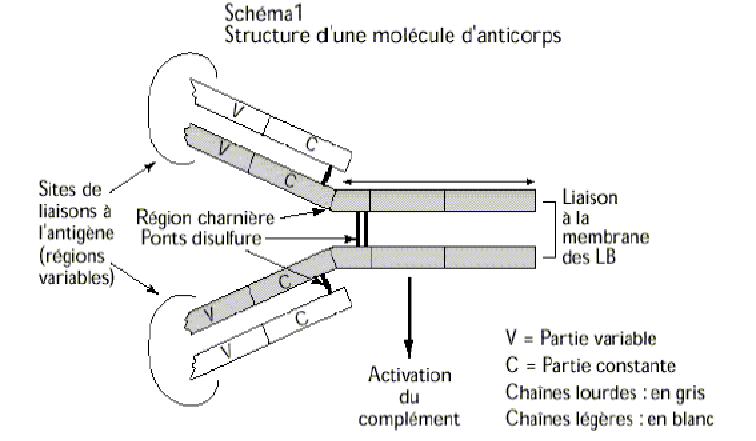 Schéma1
Structure d'une molécule d'anticorps
V
C
V
C
Sites de
liaisons à
l'antigène
(régions
variables)
Région charnière
Ponts disulfure
Liaison
à la
membrane
des LB
C
V
C
V
Activation
du
complément
V = Partie variable
C = Partie constante
Chaînes lourdes : en gris
Chaînes légères : en blanc